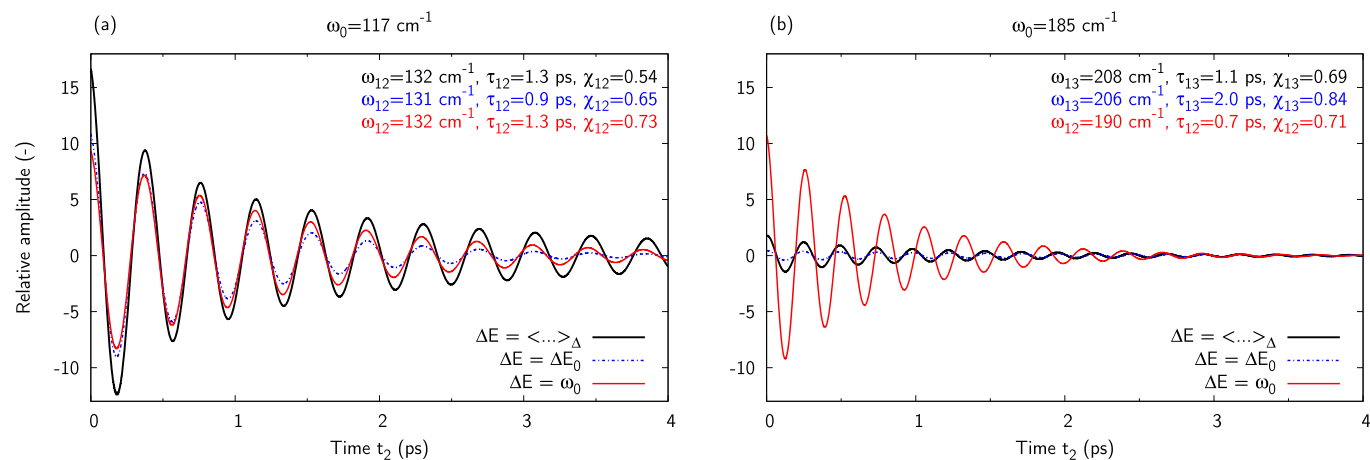 (a)
ω₀=117 cm⁻¹
ω₁₂=132 cm⁻¹, τ₁₂=1.3 ps, χ₁₂=0.54
ω₁₂=131 cm⁻¹, τ₁₂=0.9 ps, χ₁₂=0.65
ω₁₂=132 cm⁻¹, τ₁₂=1.3 ps, χ₁₂=0.73
15
10
5
0
-5
-10
Relative amplitude (-)
ΔE = <...>_Δ
ΔE = ΔE₀
ΔE = ω₀
0 1 2 3 4
Time t₂ (ps)
(b)
ω₀=185 cm⁻¹
ω₁₃=208 cm⁻¹, τ₁₃=1.1 ps, χ₁₃=0.69
ω₁₃=206 cm⁻¹, τ₁₃=2.0 ps, χ₁₃=0.84
ω₁₂=190 cm⁻¹, τ₁₂=0.7 ps, χ₁₂=0.71
15
10
5
0
-5
-10
ΔE = <...>_Δ
ΔE = ΔE₀
ΔE = ω₀
0 1 2 3 4
Time t₂ (ps)